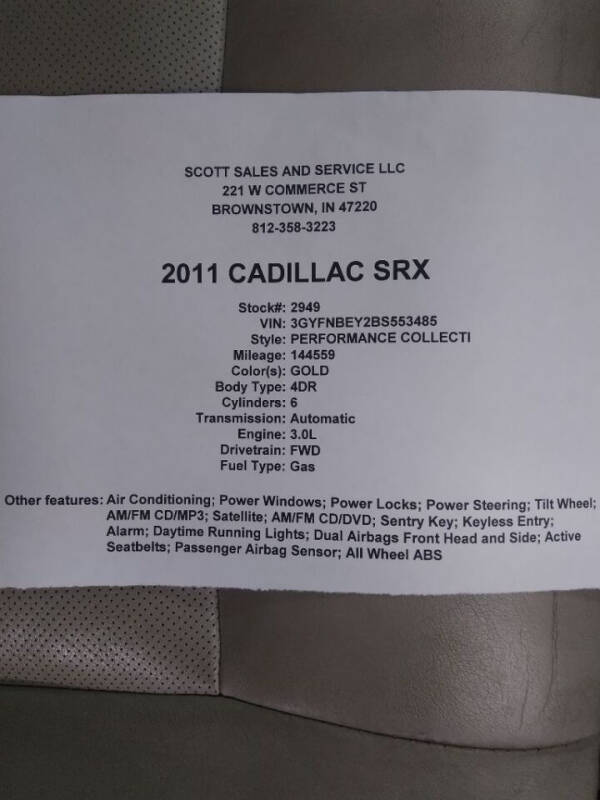 SCOTT SALES AND SERVICE LLC
221 W COMMERCE ST
BROWNSTOWN, IN 47220
812-358-3223
2011 CADILLAC SRX
Stock#: 2949
VIN: 3GYFNBEY2BS553485
Style: PERFORMANCE COLLECTI
Mileage: 144559
Color(s): GOLD
Body Type: 4DR
Cylinders: 6
Transmission: Automatic
Engine: 3.0L
Drivetrain: FWD
Fuel Type: Gas
Other features: Air Conditioning; Power Windows; Power Locks; Power Steering; Tilt Wheel;
AM/FM CD/MP3; Satellite; AM/FM CD/DVD; Sentry Key; Keyless Entry;
Alarm; Daytime Running Lights; Dual Airbags Front Head and Side; Active
Seatbelts; Passenger Airbag Sensor; All Wheel ABS